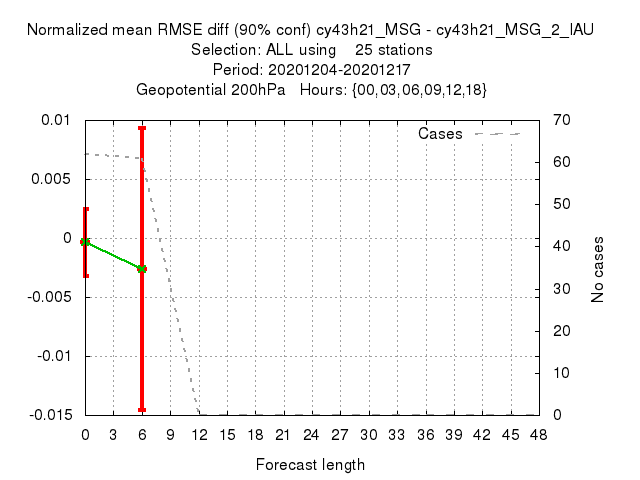 Normalized mean RMSE diff (90% conf) cy43h21_MSG - cy43h21_MSG_2_IAU
Selection: ALL using    25 stations
Period: 20201204-20201217
Geopotential 200hPa   Hours: {00,03,06,09,12,18}
Cases
0.01
0.005
0
-0.005
-0.01
-0.015
70
60
50
40
30
20
10
0
No cases
0 3 6 9 12 15 18 21 24 27 30 33 36 39 42 45 48
Forecast length